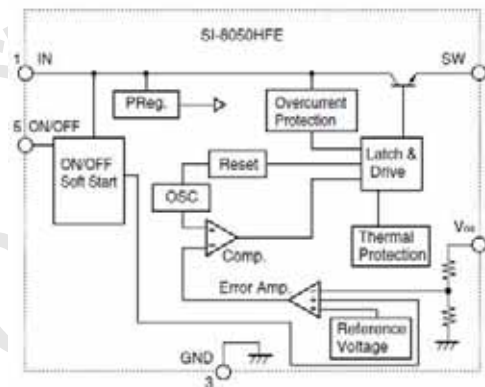 SI-8050HFE
1
IN
SW
PReg.
Overcurrent
Protection
5
ON/OFF
ON/OFF
Soft Start
Latch &
Drive
Reset
OSC
Comp.
Thermal
Protection
Error Amp.
Reference
Voltage
GND
3